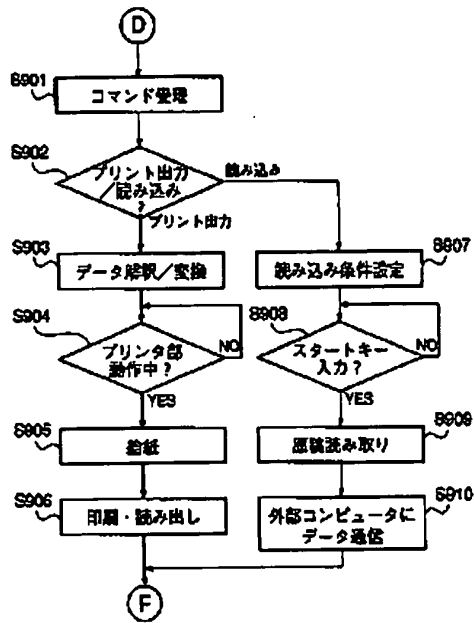 D
S901
コマンド受理
S902
プリント出力
／読み込み
？
読み込み
プリント出力
S903
データ解釈／変換
S904
プリンタ部
動作中？
NO
YES
S905
給紙
S906
印刷・読み出し
S907
読み込み条件設定
S908
スタートキー
入力？
NO
YES
S909
原稿読み取り
S910
外部コンピュータに
データ通信
F